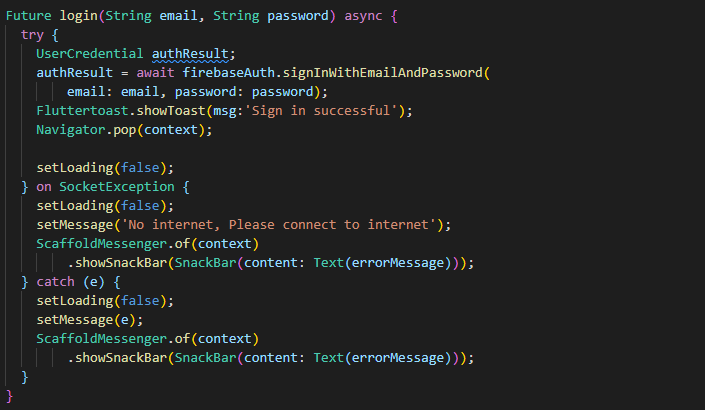 Future login(String email, String password) async {
try {
UserCredential authResult;
authResult = await firebaseAuth.signInWithEmailAndPassword(
email: email, password: password);
Fluttertoast.showToast(msg:'Sign in successful');
Navigator.pop(context);
setLoading(false);
} on SocketException {
setLoading(false);
setMessage('No internet, Please connect to internet');
ScaffoldMessenger.of(context)
.showSnackBar(SnackBar(content: Text(errorMessage)));
} catch (e) {
setLoading(false);
setMessage(e);
ScaffoldMessenger.of(context)
.showSnackBar(SnackBar(content: Text(errorMessage)));
}
}